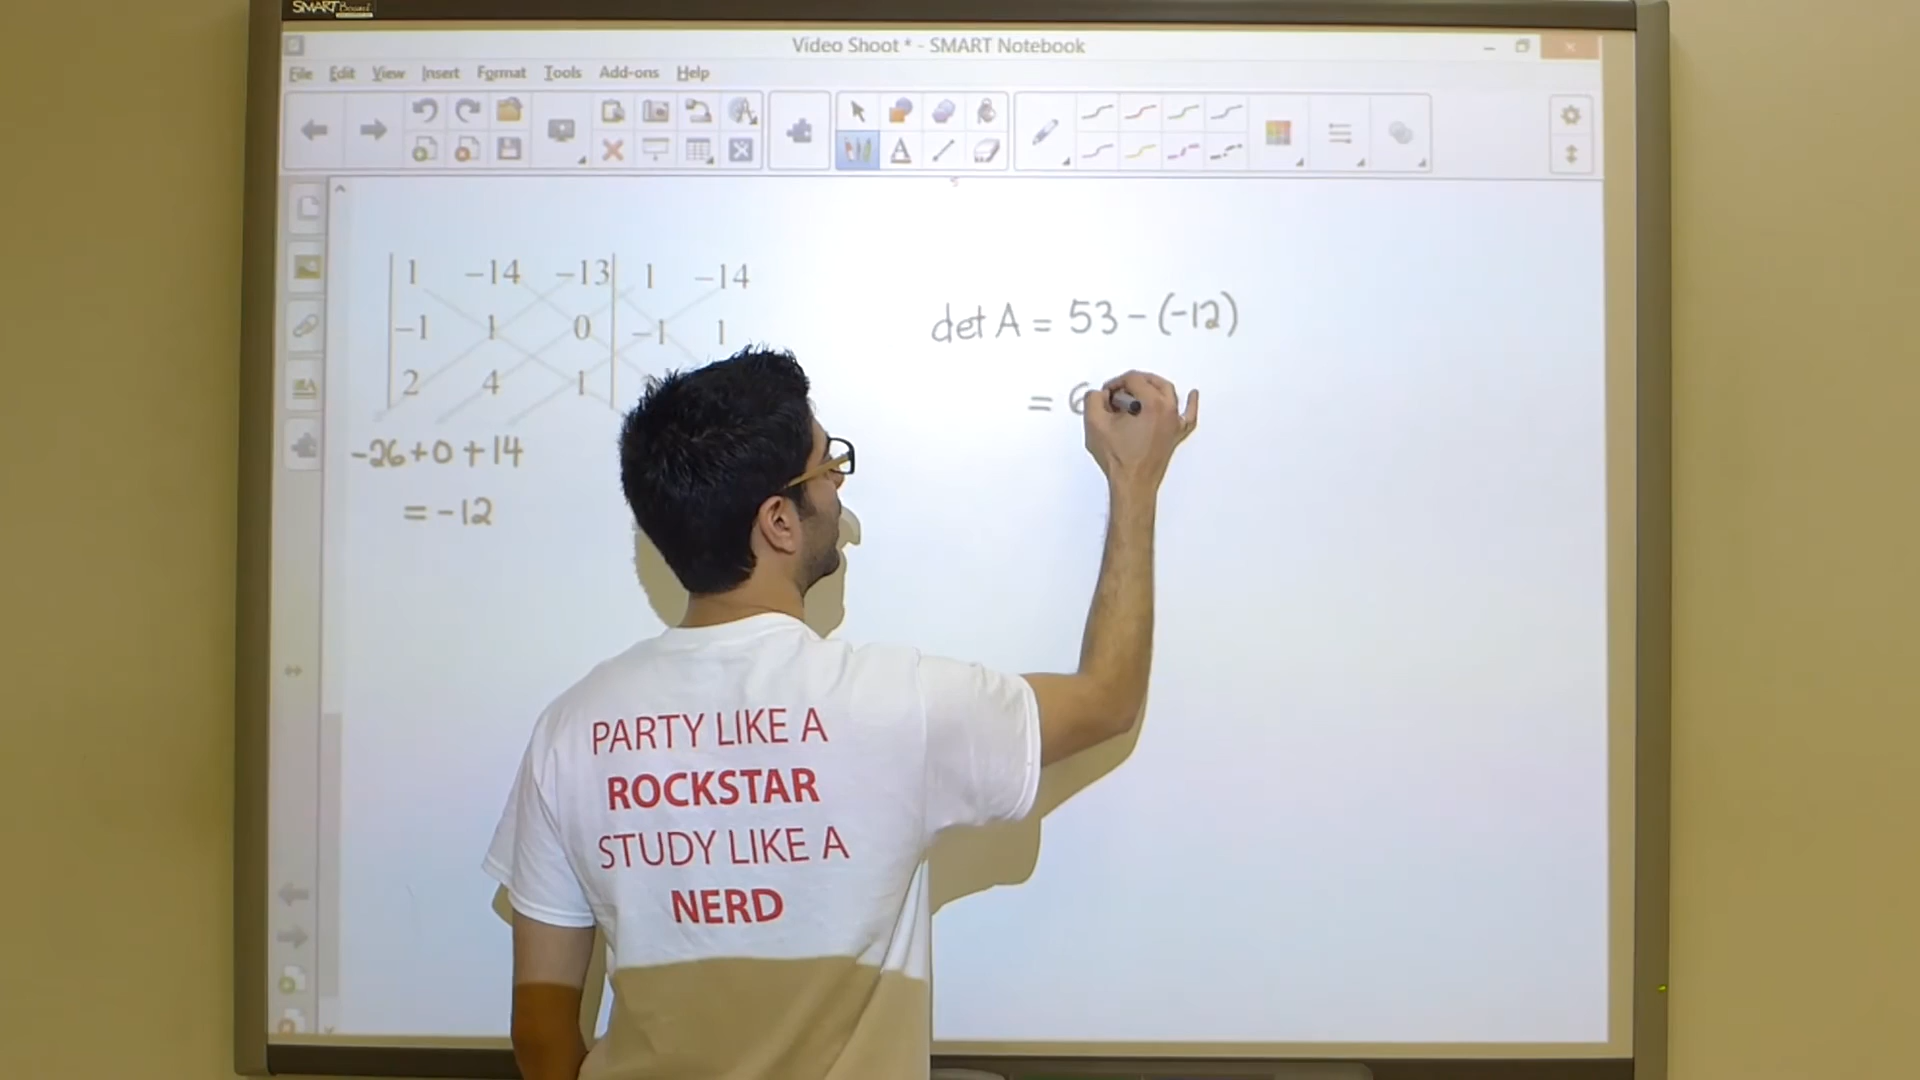 SMART Board
Video Shoot * - SMART Notebook
File Edit View Insert Format Tools Add-ons Help
1 -14 -13 1 -14
-1 1 0 -1 1
2 4 1
-26+0+14
= -12
det A = 53 - (-12)
= 6
PARTY LIKE A
ROCKSTAR
STUDY LIKE A
NERD